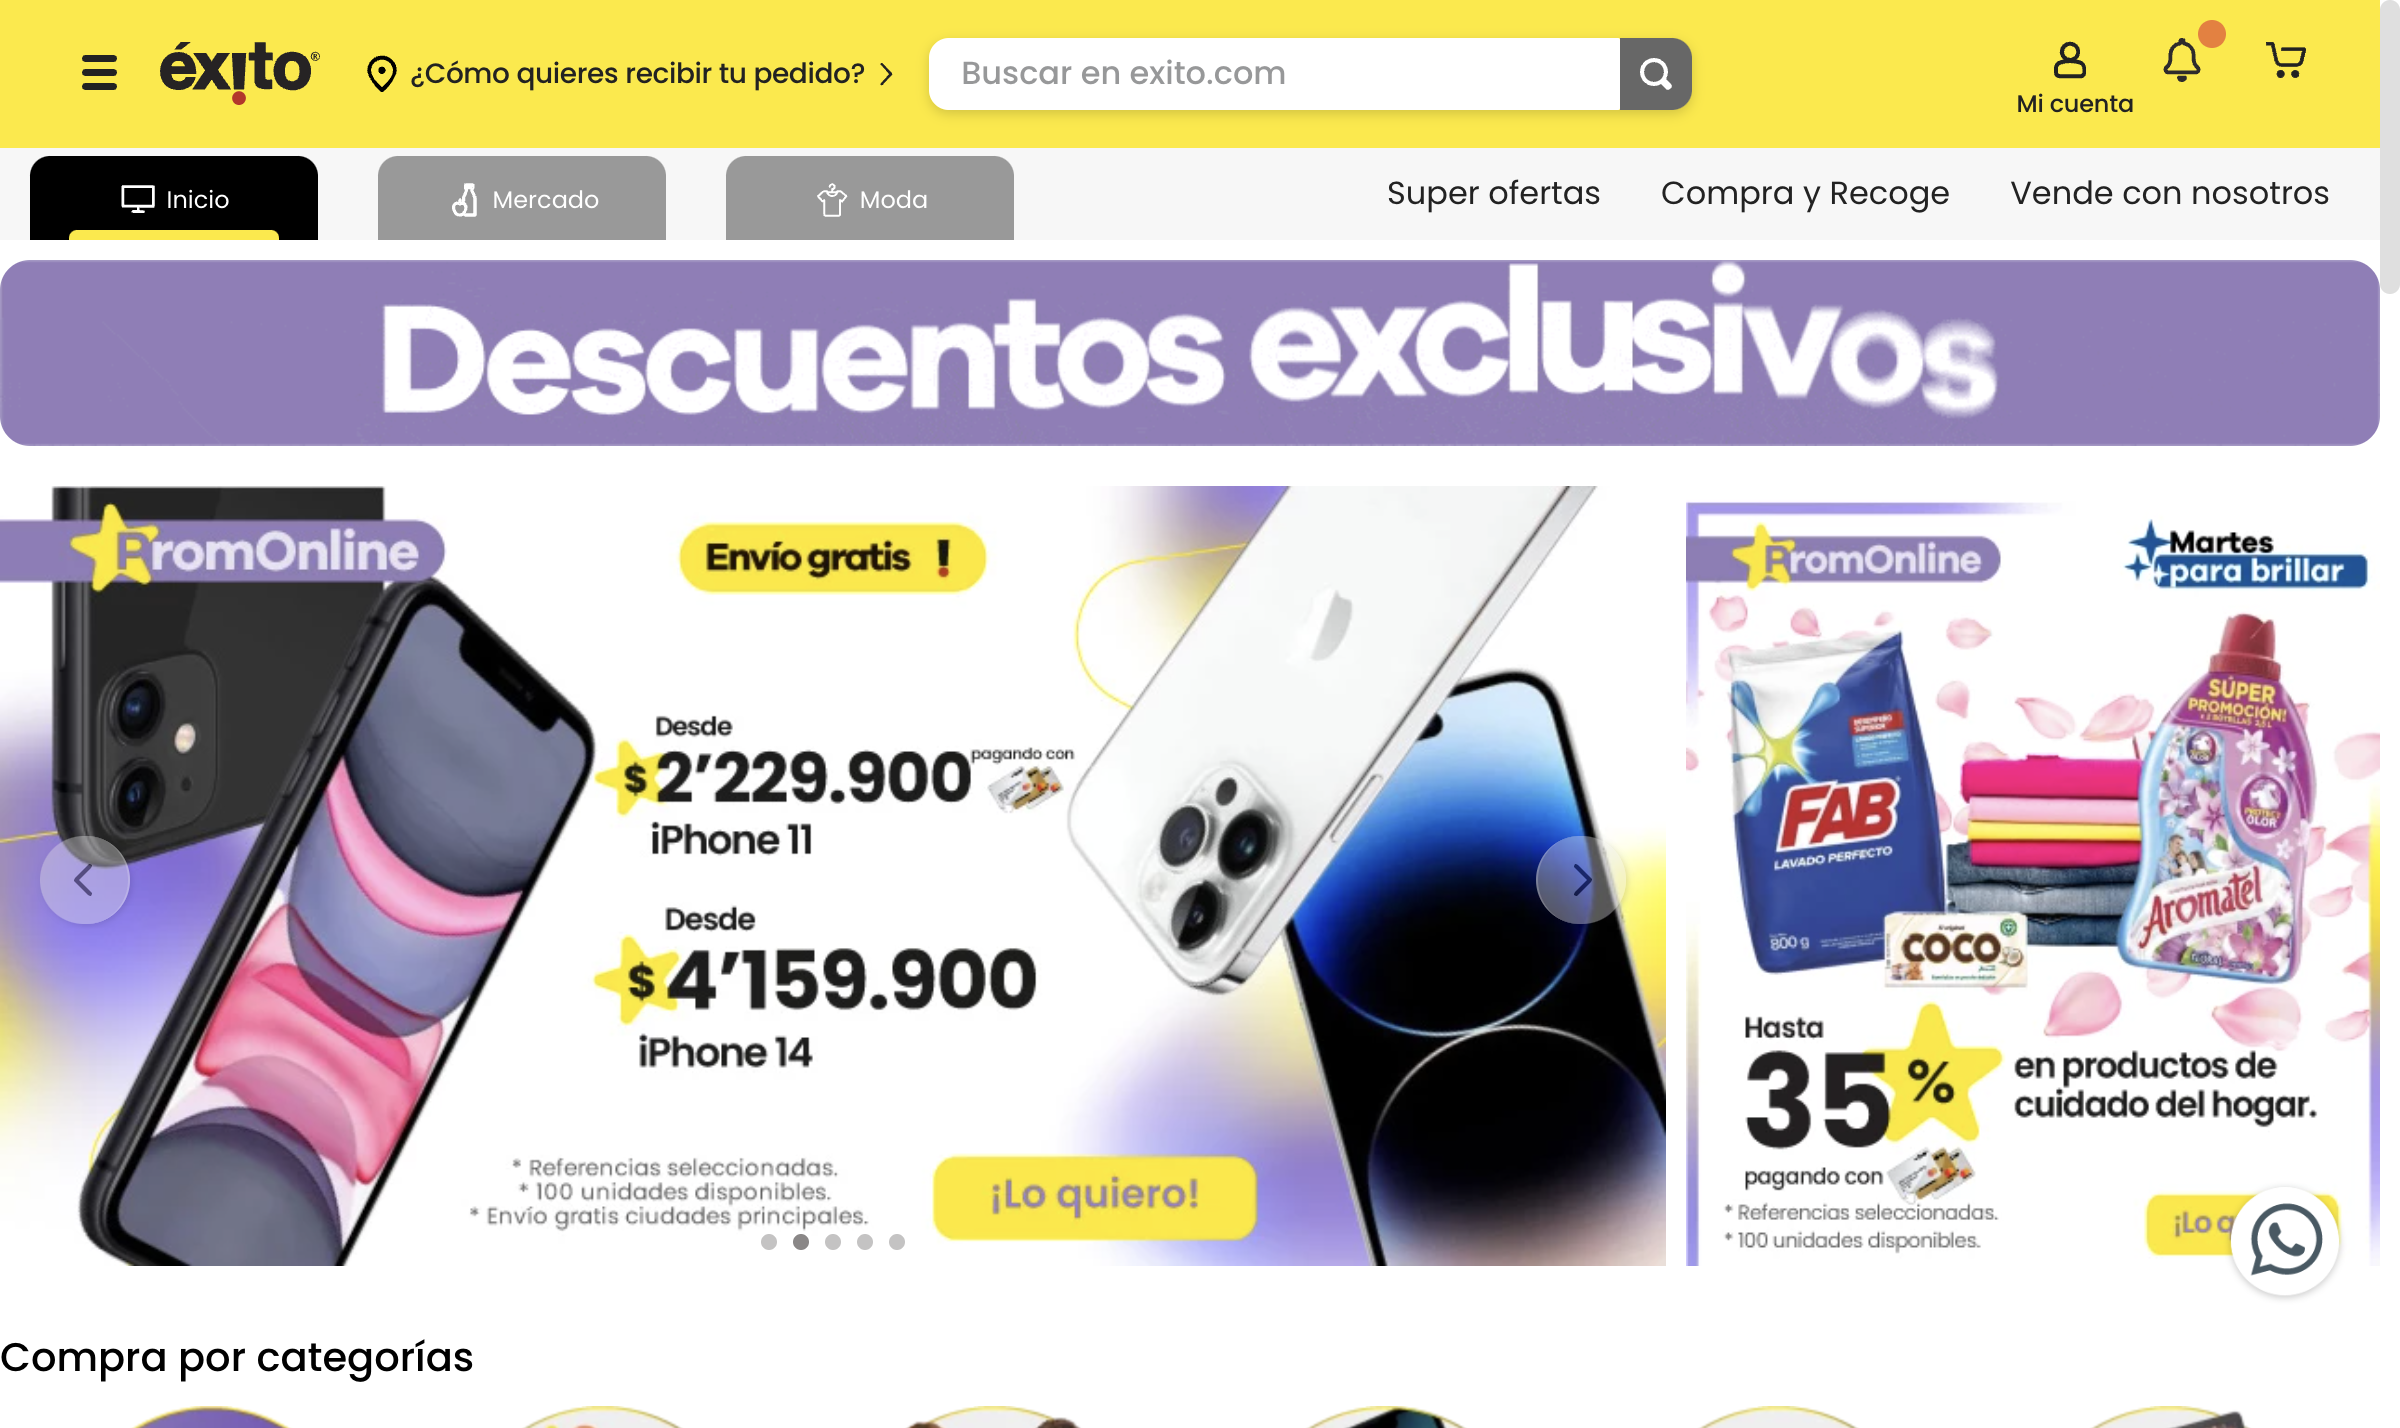 éxito®
¿Cómo quieres recibir tu pedido?
Buscar en exito.com
Mi cuenta
Inicio
Mercado
Moda
Super ofertas
Compra y Recoge
Vende con nosotros
Descuentos exclusivos
PromOnline
Envío gratis !
Desde
$ 2'229.900 pagando con
iPhone 11
Desde
$ 4'159.900
iPhone 14
* Referencias seleccionadas.
* 100 unidades disponibles.
* Envío gratis ciudades principales.
¡Lo quiero!
PromOnline
Martes
para brillar
SÚPER
PROMOCIÓN!
FAB
LAVADO PERFECTO
800 g
COCO
Aromatel
Hasta
35%
en productos de
cuidado del hogar.
pagando con
* Referencias seleccionadas.
* 100 unidades disponibles.
¡Lo q
Compra por categorías